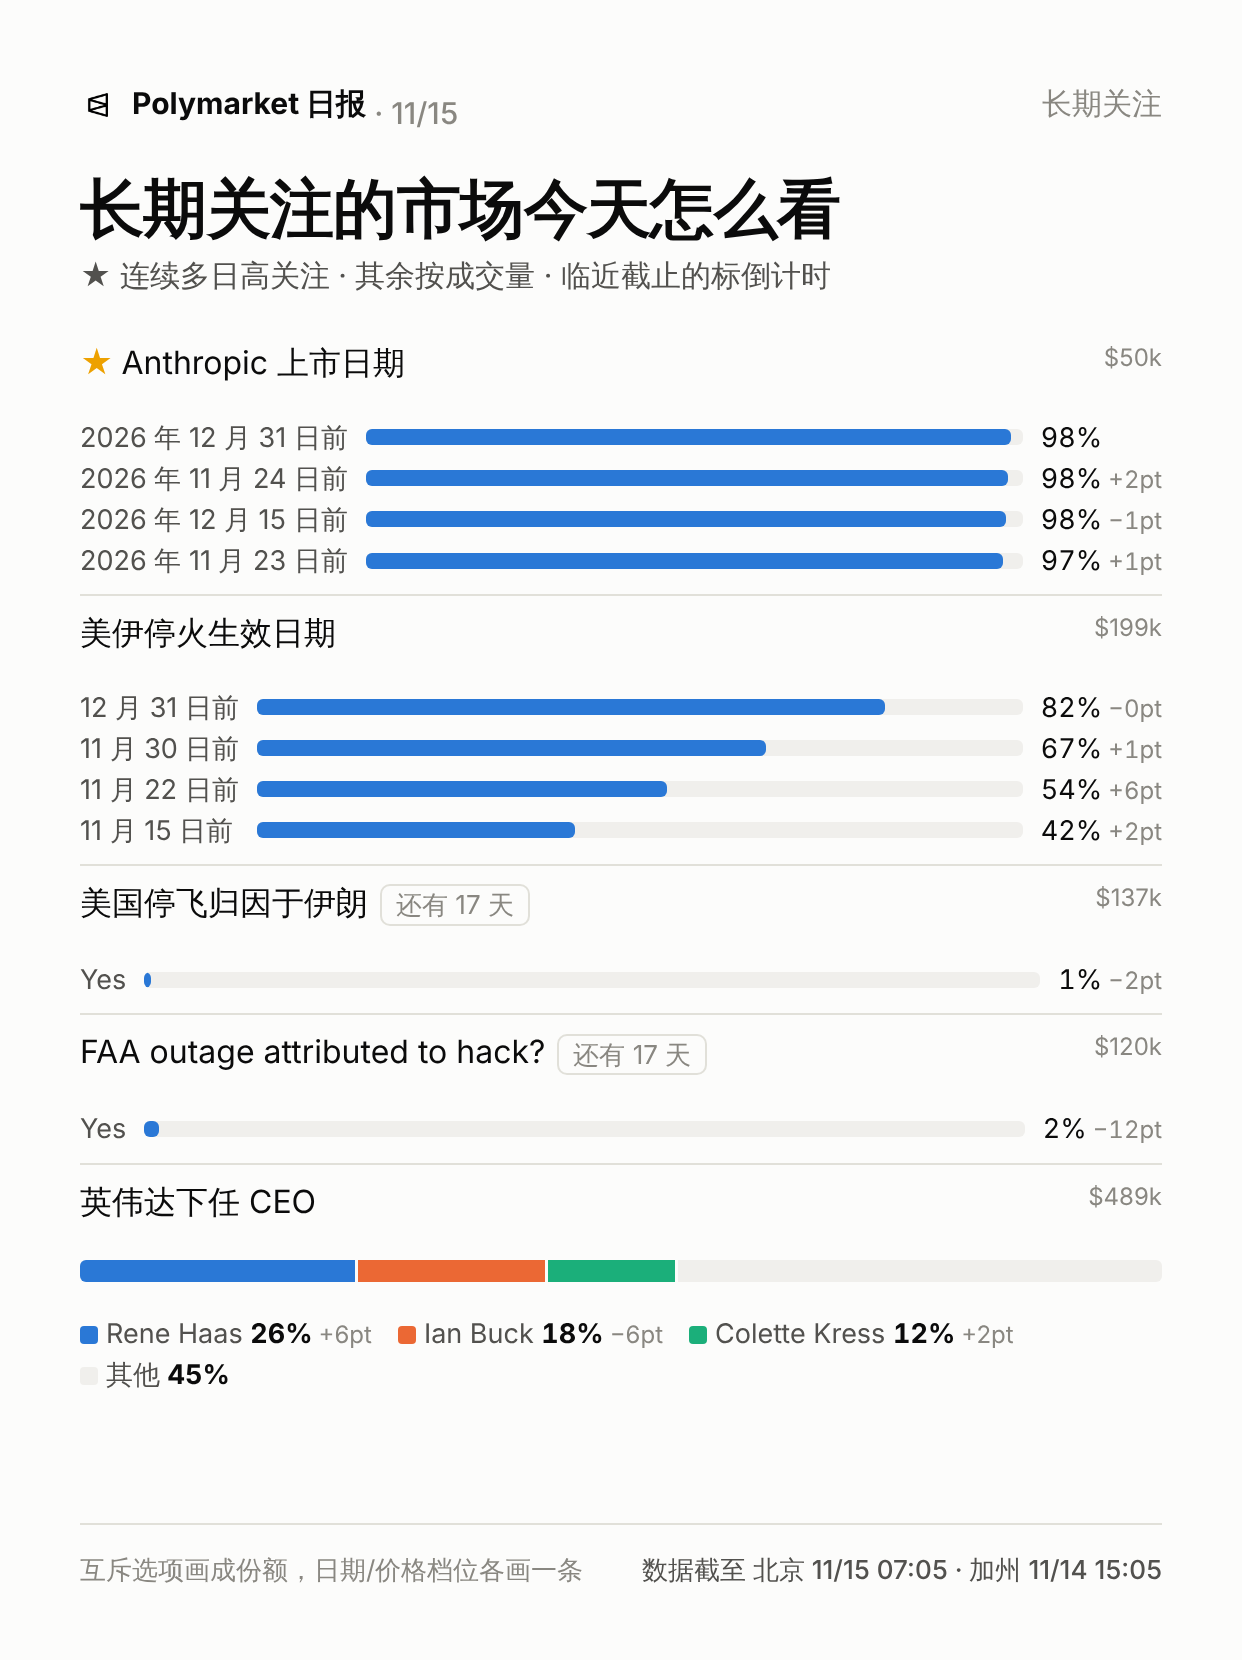 Polymarket 日报 · 11/15 长期关注
长期关注的市场今天怎么看
★ 连续多日高关注 · 其余按成交量 · 临近截止的标倒计时
★ Anthropic 上市日期 $50k
2026 年 12 月 31 日前 98%
2026 年 11 月 24 日前 98% +2pt
2026 年 12 月 15 日前 98% −1pt
2026 年 11 月 23 日前 97% +1pt
美伊停火生效日期 $199k
12 月 31 日前 82% −0pt
11 月 30 日前 67% +1pt
11 月 22 日前 54% +6pt
11 月 15 日前 42% +2pt
美国停飞归因于伊朗 还有 17 天 $137k
Yes 1% −2pt
FAA outage attributed to hack? 还有 17 天 $120k
Yes 2% −12pt
英伟达下任 CEO $489k
Rene Haas 26% +6pt Ian Buck 18% −6pt Colette Kress 12% +2pt
其他 45%
互斥选项画成份额，日期/价格档位各画一条 数据截至 北京 11/15 07:05 · 加州 11/14 15:05